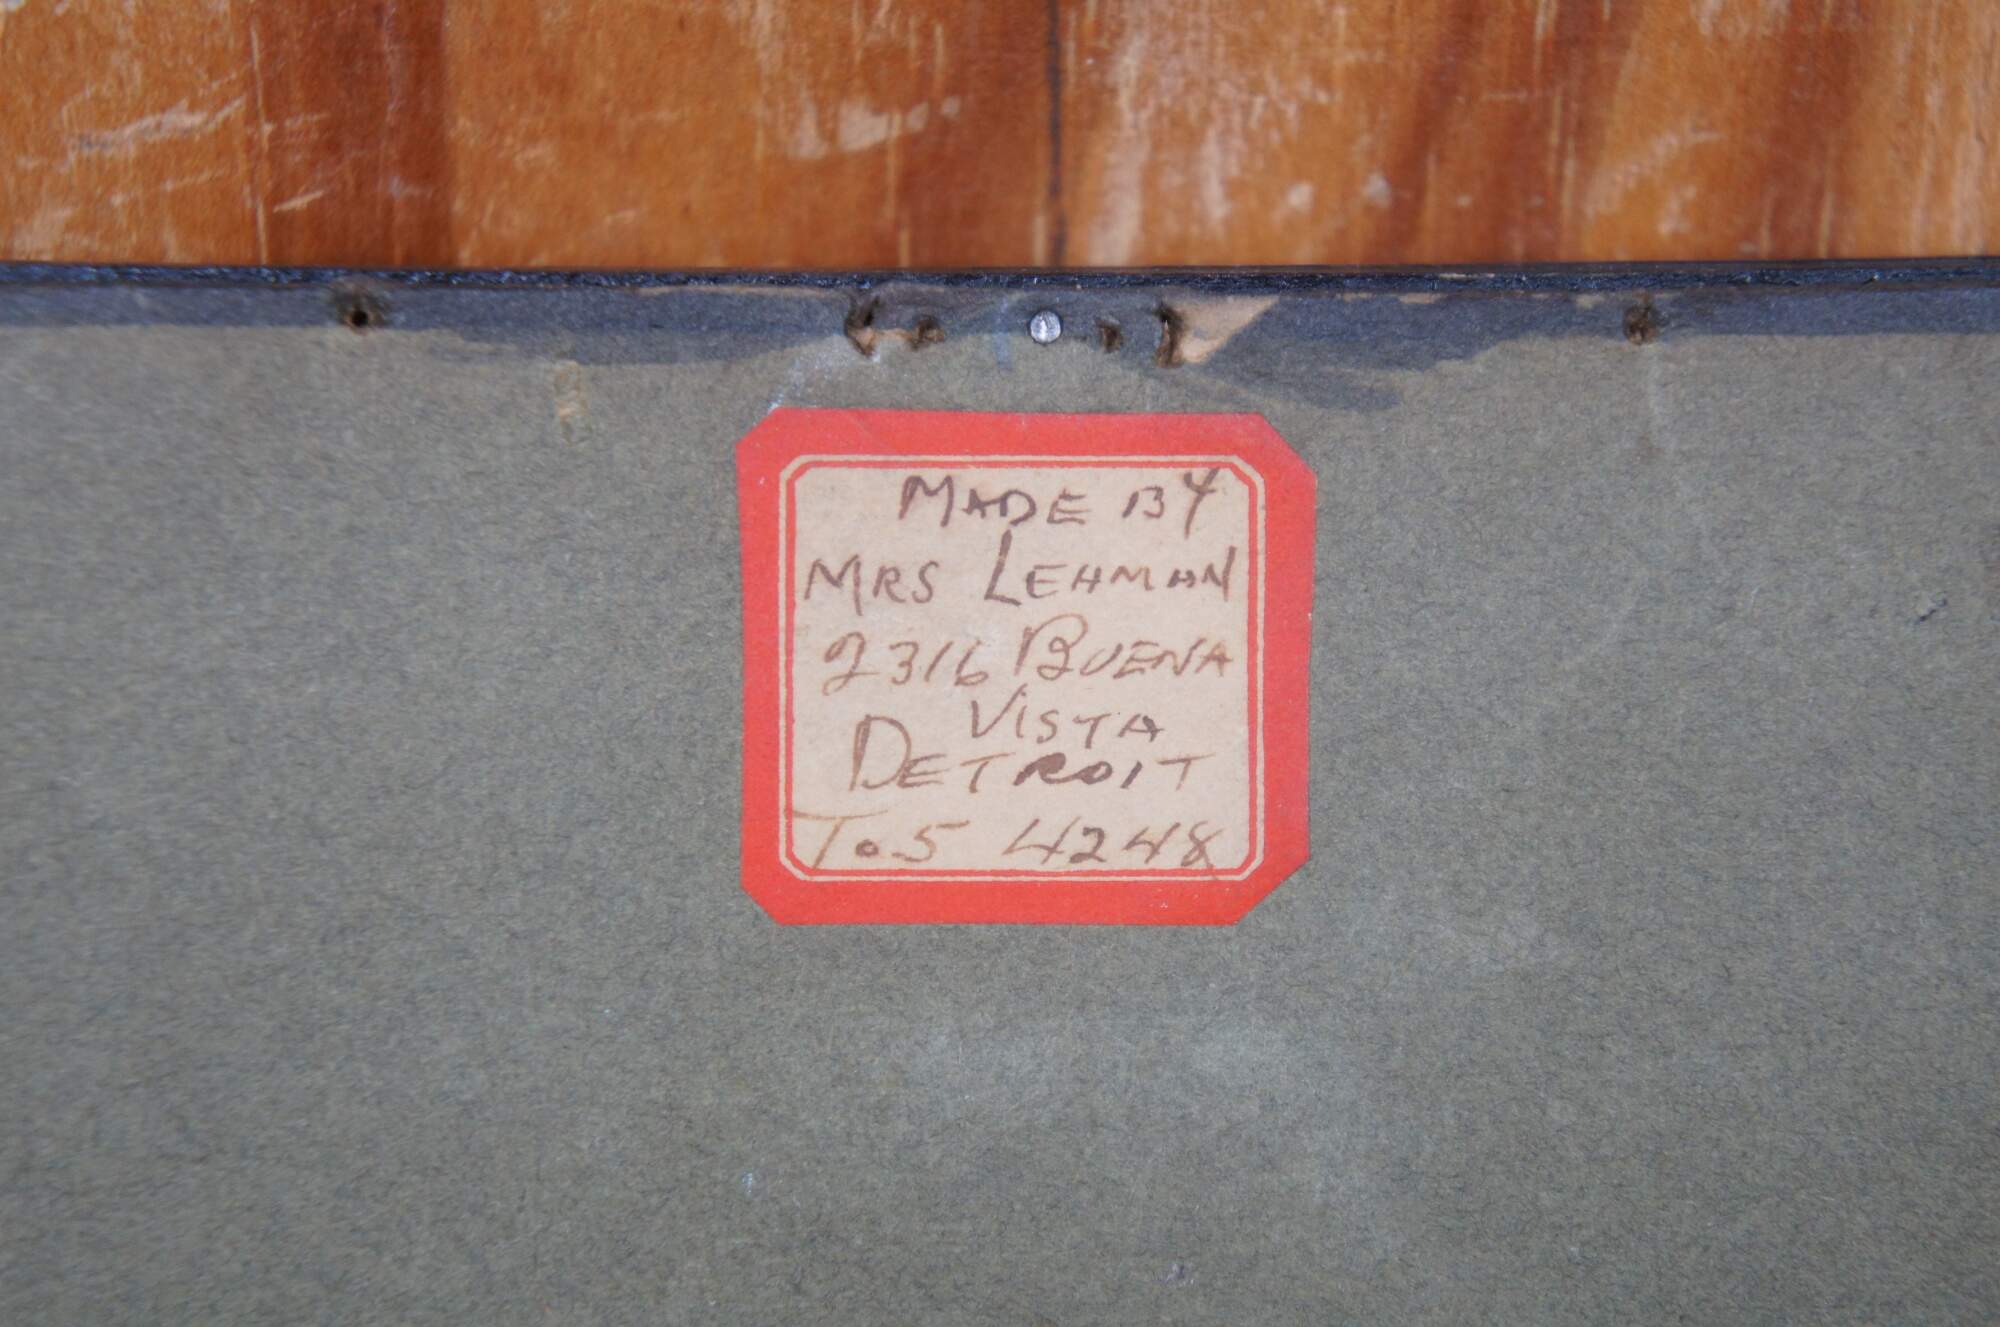 MADE BY
MRS LEHMAN
2316 BUENA
VISTA
DETROIT
To.5 4248